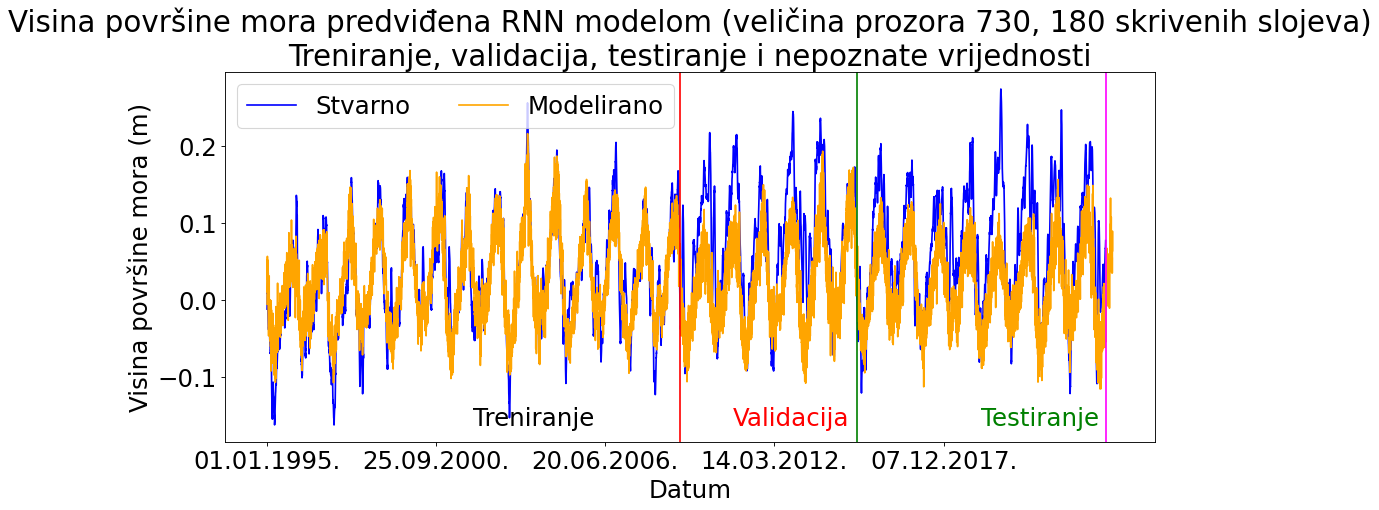 Visina površine mora predviđena RNN modelom (veličina prozora 730, 180 skrivenih slojeva)
Treniranje, validacija, testiranje i nepoznate vrijednosti
Stvarno Modelirano
Visina površine mora (m)
0.2
0.1
0.0
−0.1
Treniranje Validacija Testiranje
01.01.1995. 25.09.2000. 20.06.2006. 14.03.2012. 07.12.2017.
Datum